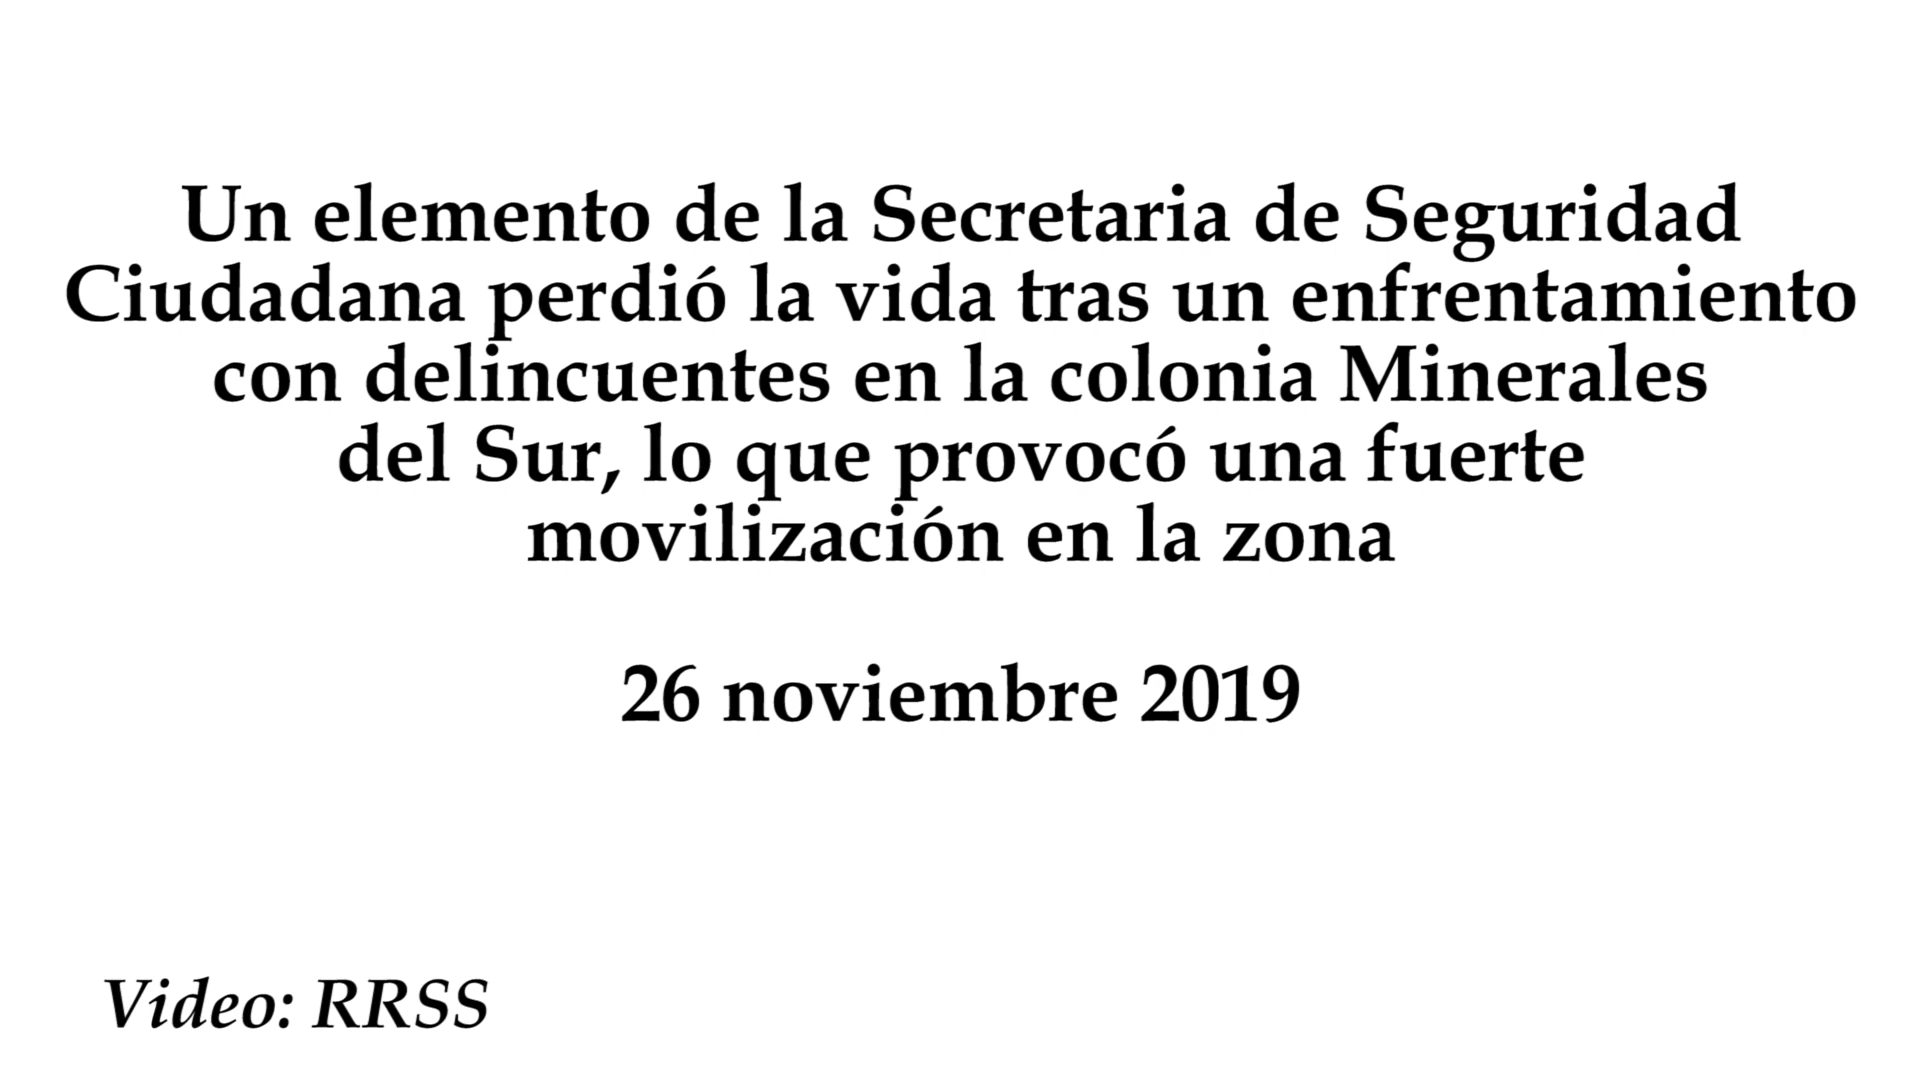 Un elemento de la Secretaria de Seguridad
Ciudadana perdió la vida tras un enfrentamiento
con delincuentes en la colonia Minerales
del Sur, lo que provocó una fuerte
movilización en la zona
26 noviembre 2019
Video: RRSS